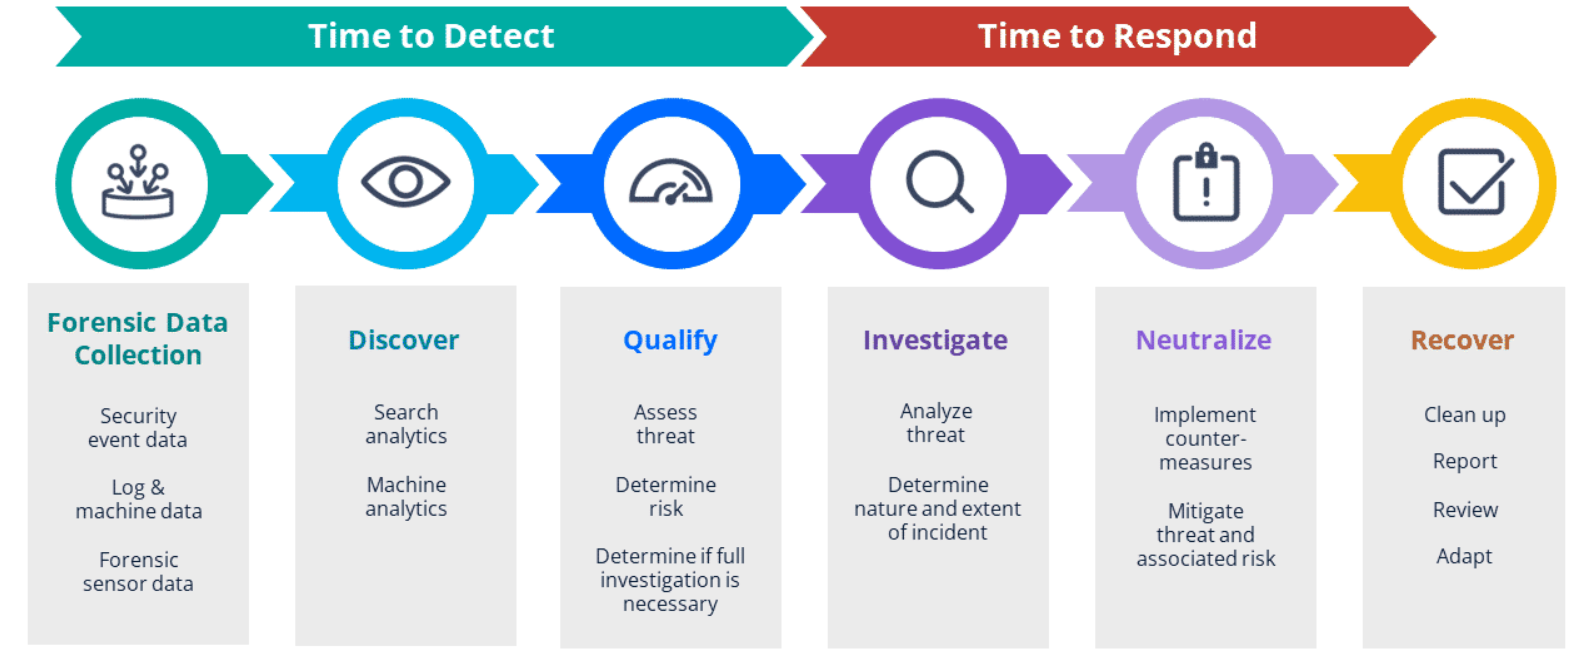 Time to Detect
Time to Respond
Forensic Data
Collection
Security
event data
Log &
machine data
Forensic
sensor data
Discover
Search
analytics
Machine
analytics
Qualify
Assess
threat
Determine
risk
Determine if full
investigation is
necessary
Investigate
Analyze
threat
Determine
nature and extent
of incident
Neutralize
Implement
counter-
measures
Mitigate
threat and
associated risk
Recover
Clean up
Report
Review
Adapt